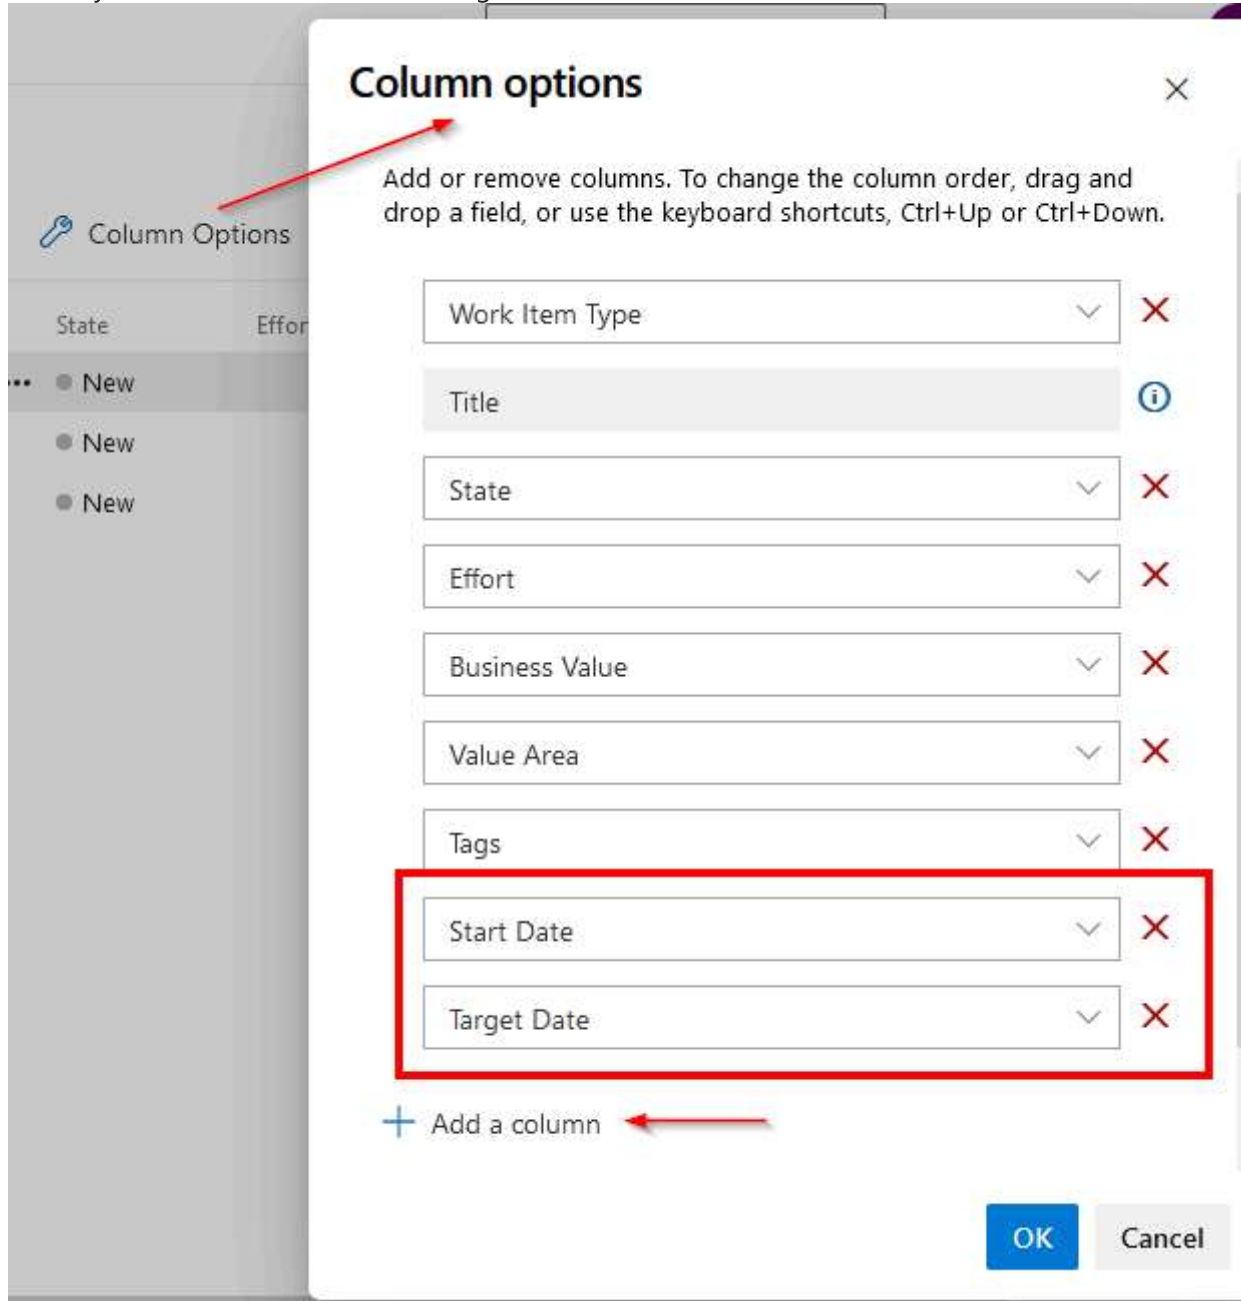 Column options
Add or remove columns. To change the column order, drag and
drop a field, or use the keyboard shortcuts, Ctrl+Up or Ctrl+Down.
Column Options
State
New
New
New
Work Item Type
Title
State
Effort
Business Value
Value Area
Tags
Start Date
Target Date
Add a column
OK Cancel